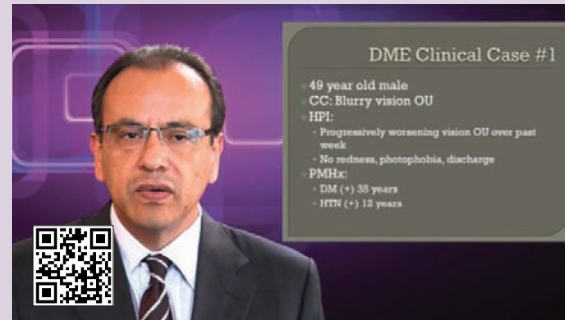 DME Clinical Case #1
49 year old male
CC: Blurry vision OU
HPI:
Progressively worsening vision OU over past
week
No redness, photophobia, discharge
PMHx:
DM (+) 35 years
HTN (+) 12 years